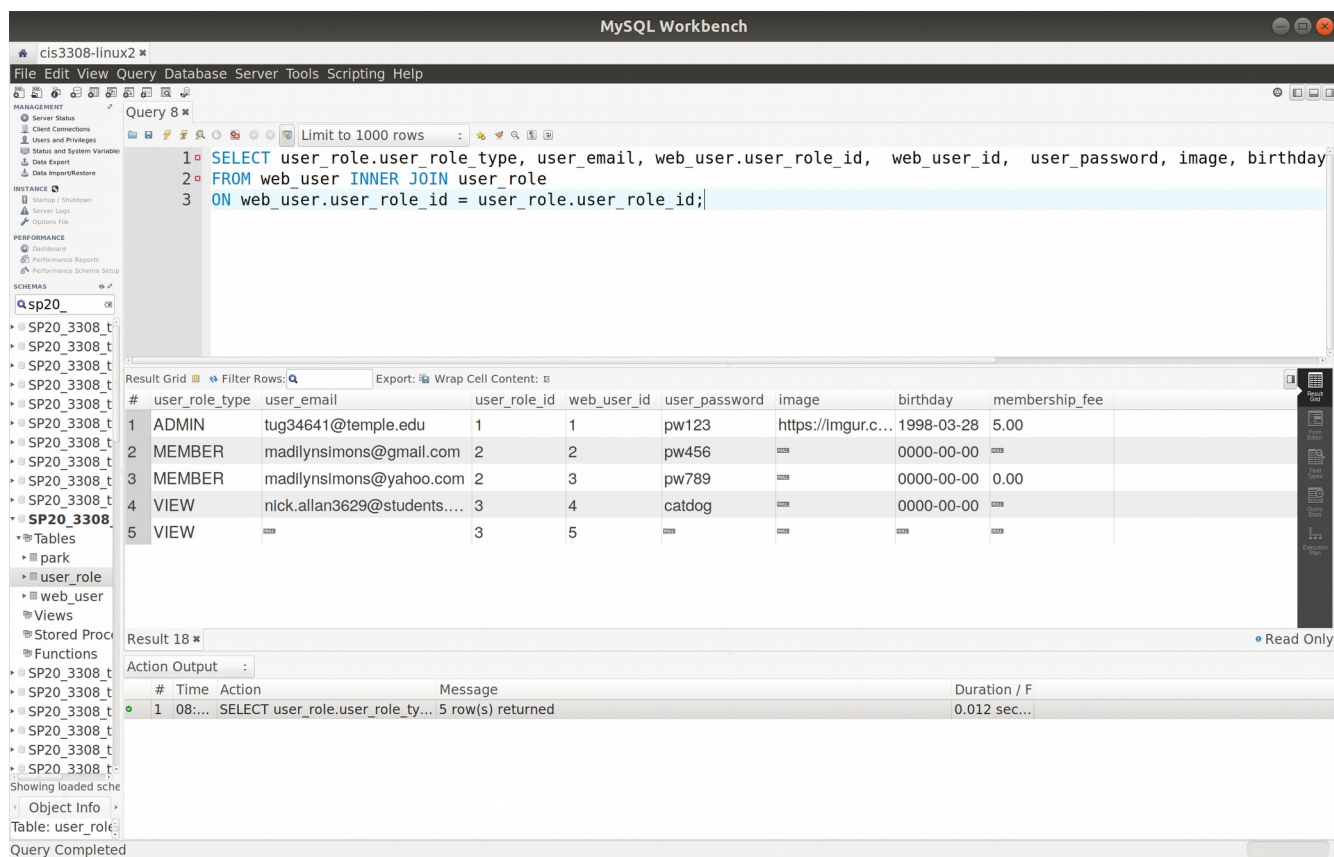 MySQL Workbench
cis3308-linux2
File Edit View Query Database Server Tools Scripting Help
MANAGEMENT
Server Status
Client Connections
Users and Privileges
Status and System Variables
Data Export
Data Import/Restore
INSTANCE
Startup / Shutdown
Server Logs
Options File
PERFORMANCE
Dashboard
Performance Reports
Performance Schema Setup
SCHEMAS
sp20_
SP20_3308_t
SP20_3308_t
SP20_3308_t
SP20_3308_t
SP20_3308_t
SP20_3308_t
SP20_3308_t
SP20_3308_t
SP20_3308_t
SP20_3308_t
SP20_3308_
Tables
park
user_role
web_user
Views
Stored Proc
Functions
SP20_3308_t
SP20_3308_t
SP20_3308_t
SP20_3308_t
SP20_3308_t
SP20_3308_t
Showing loaded sche
Object Info
Table: user_role
Query Completed
Query 8
Limit to 1000 rows
1 SELECT user_role.user_role_type, user_email, web_user.user_role_id, web_user_id, user_password, image, birthday
2 FROM web_user INNER JOIN user_role
3 ON web_user.user_role_id = user_role.user_role_id;
Result Grid Filter Rows: Export: Wrap Cell Content:
# user_role_type user_email user_role_id web_user_id user_password image birthday membership_fee
1 ADMIN tug34641@temple.edu 1 1 pw123 https://imgur.c... 1998-03-28 5.00
2 MEMBER madilynsimons@gmail.com 2 2 pw456 NULL 0000-00-00 NULL
3 MEMBER madilynsimons@yahoo.com 2 3 pw789 NULL 0000-00-00 0.00
4 VIEW nick.allan3629@students.... 3 4 catdog NULL 0000-00-00 NULL
5 VIEW NULL 3 5 NULL NULL NULL NULL
Result Grid
Form Editor
Field Types
Query Stats
Execution Plan
Result 18
Read Only
Action Output
# Time Action Message Duration / F
1 08:... SELECT user_role.user_role_ty... 5 row(s) returned 0.012 sec...